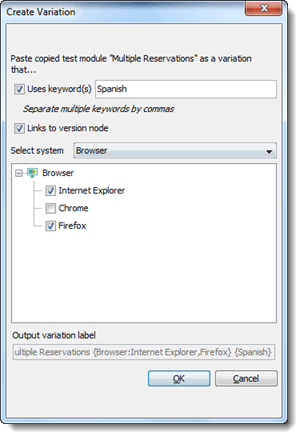 Create Variation
Paste copied test module "Multiple Reservations" as a variation
that...
Uses keyword(s) Spanish
Separate multiple keywords by commas
Links to version node
Select system Browser
Browser
Internet Explorer
Chrome
Firefox
Output variation label
ultiple Reservations {Browser:Internet Explorer,Firefox} {Spanish}
OK Cancel